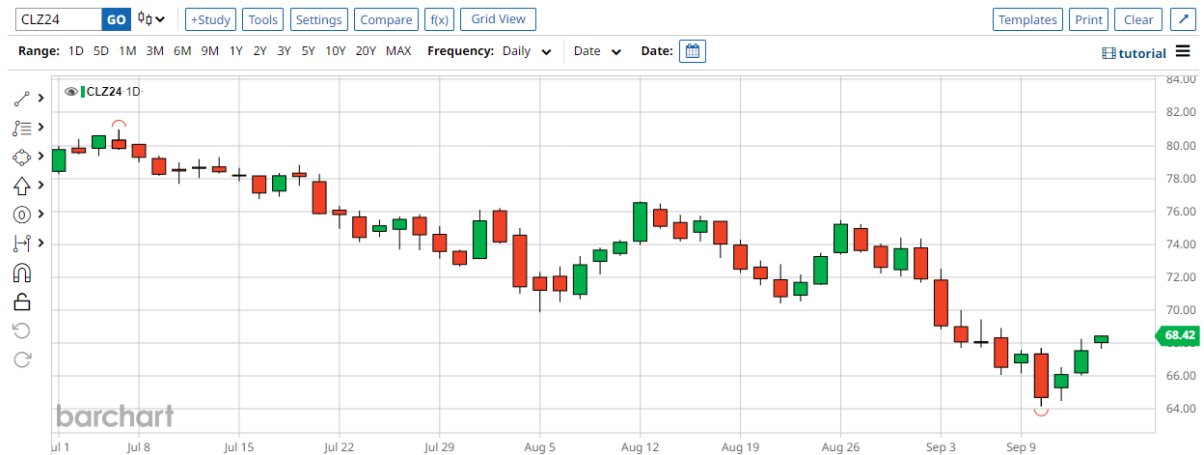 CLZ24 GO +Study Tools Settings Compare f(x) Grid View Templates Print Clear
Range: 1D 5D 1M 3M 6M 9M 1Y 2Y 3Y 5Y 10Y 20Y MAX Frequency: Daily Date Date: tutorial
CLZ24·1D·
84.00
82.00
80.00
78.00
76.00
74.00
72.00
70.00
68.42
66.00
64.00
barchart
ul 1 Jul 8 Jul 15 Jul 22 Jul 29 Aug 5 Aug 12 Aug 19 Aug 26 Sep 3 Sep 9